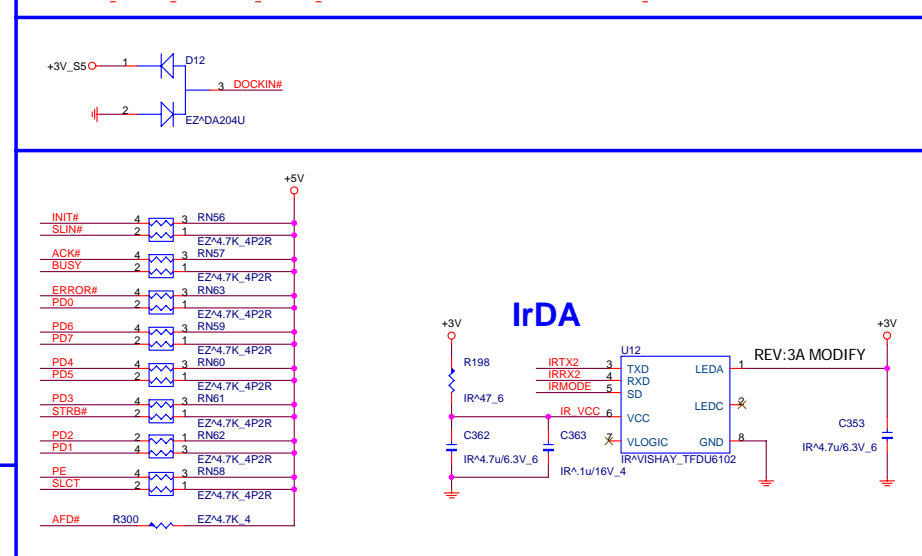 +3V_S5 1 D12
3 DOCKIN#
2 EZ^DA204U
+5V
INIT# 4 3 RN56
SLIN# 2 1
EZ^4.7K_4P2R
ACK# 4 3 RN57
BUSY 2 1
EZ^4.7K_4P2R
ERROR# 4 3 RN63
PD0 2 1
EZ^4.7K_4P2R
PD6 4 3 RN59
PD7 2 1
EZ^4.7K_4P2R
PD4 4 3 RN60
PD5 2 1
EZ^4.7K_4P2R
PD3 4 3 RN61
STRB# 2 1
EZ^4.7K_4P2R
PD2 2 1 RN62
PD1 4 3
EZ^4.7K_4P2R
PE 4 3 RN58
SLCT 2 1
EZ^4.7K_4P2R
AFD# R300 EZ^4.7K_4
IrDA
+3V
R198
IR^47_6
IR_VCC
C362
IR^4.7u/6.3V_6
C363
IR^.1u/16V_4
U12
IRTX2 3 TXD
IRRX2 4 RXD
IRMODE 5 SD
6 VCC
7 VLOGIC
LEDA 1
LEDC 2
GND 8
IR^VISHAY_TFDU6102
REV:3A MODIFY
+3V
C353
IR^4.7u/6.3V_6